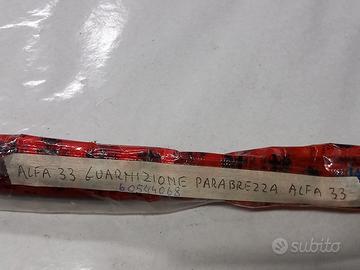 ALFA 33 GUARNIZIONE PARABREZZA ALFA 33
60544068
subito